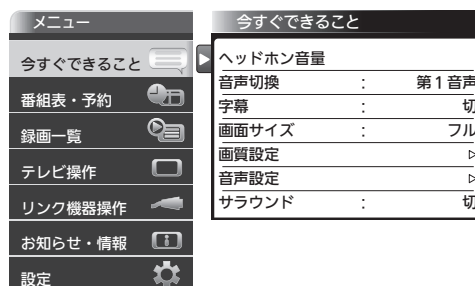 メニュー
今すぐできること
番組表・予約
録画一覧
テレビ操作
リンク機器操作
お知らせ・情報
設定
今すぐできること
ヘッドホン音量
音声切換 : 第1音声
字幕 : 切
画面サイズ : フル
画質設定
音声設定
サラウンド : 切